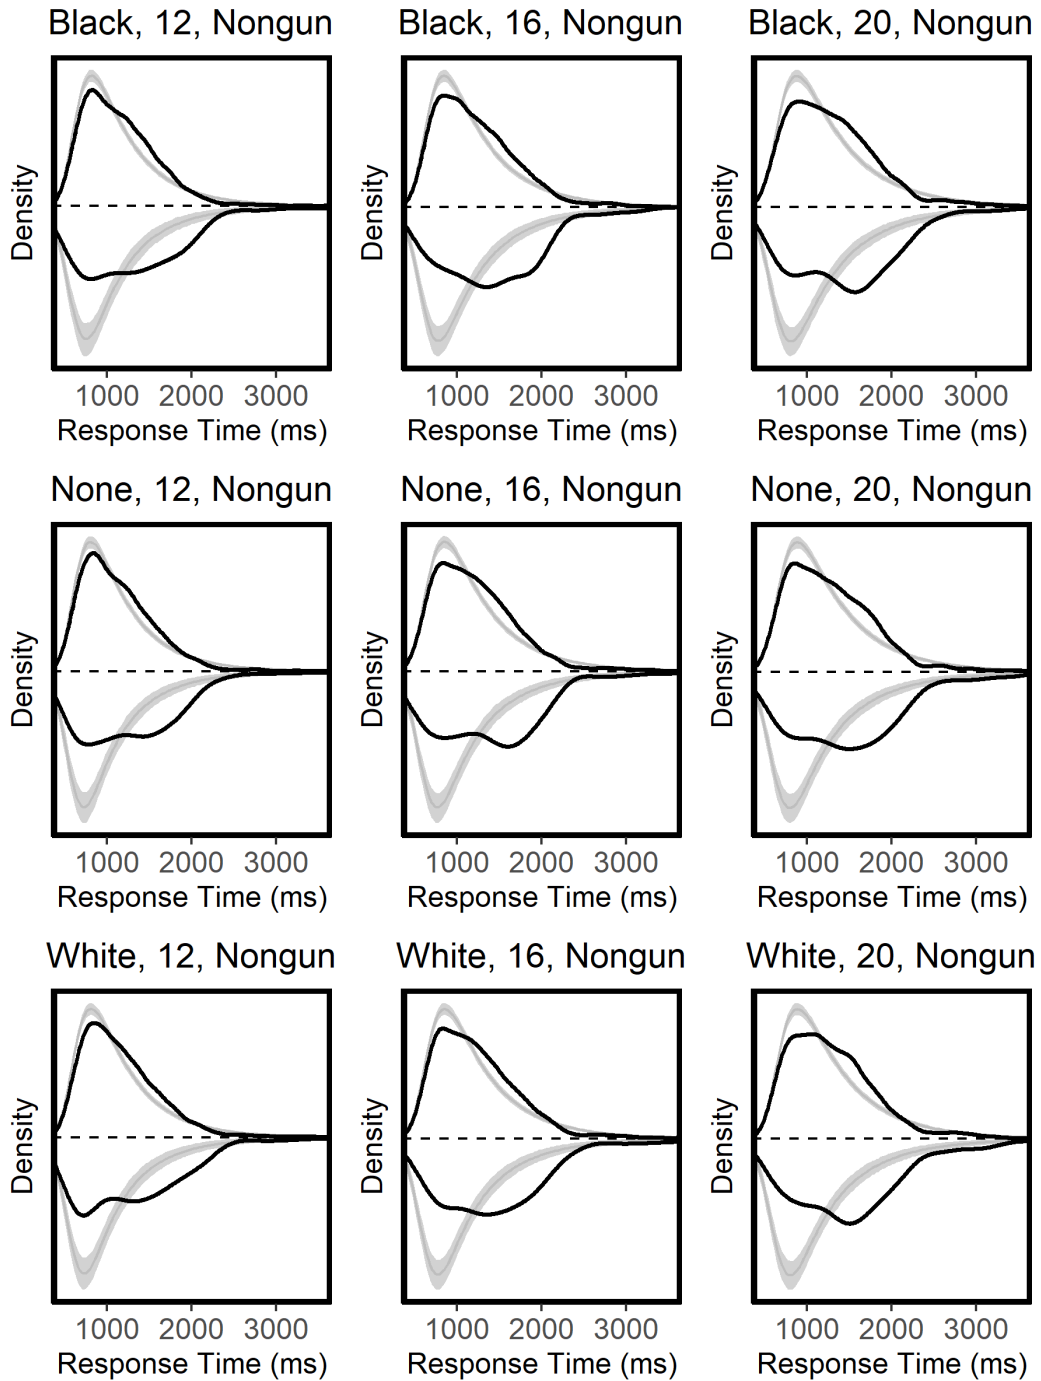 Black, 12, Nongun
Black, 16, Nongun
Black, 20, Nongun
Density
Density
Density
1000 2000 3000
1000 2000 3000
1000 2000 3000
Response Time (ms)
Response Time (ms)
Response Time (ms)
None, 12, Nongun
None, 16, Nongun
None, 20, Nongun
Density
Density
Density
1000 2000 3000
1000 2000 3000
1000 2000 3000
Response Time (ms)
Response Time (ms)
Response Time (ms)
White, 12, Nongun
White, 16, Nongun
White, 20, Nongun
Density
Density
Density
1000 2000 3000
1000 2000 3000
1000 2000 3000
Response Time (ms)
Response Time (ms)
Response Time (ms)